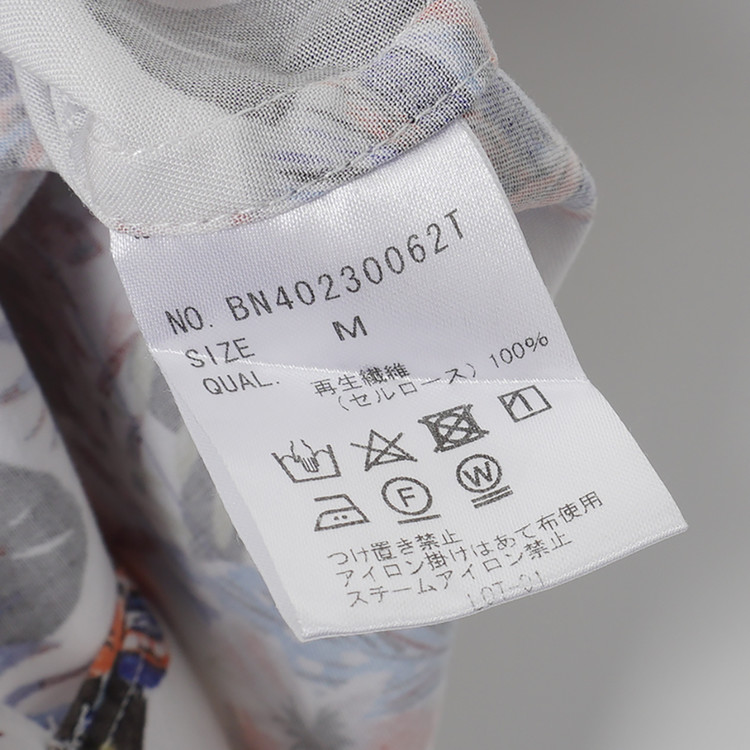 NO. BN40230062T
SIZE M
QUAL. 再生繊維 100%
(セルロース)
F W
つけ置き禁止
アイロン掛けはあて布使用
スチームアイロン禁止
LOT-01